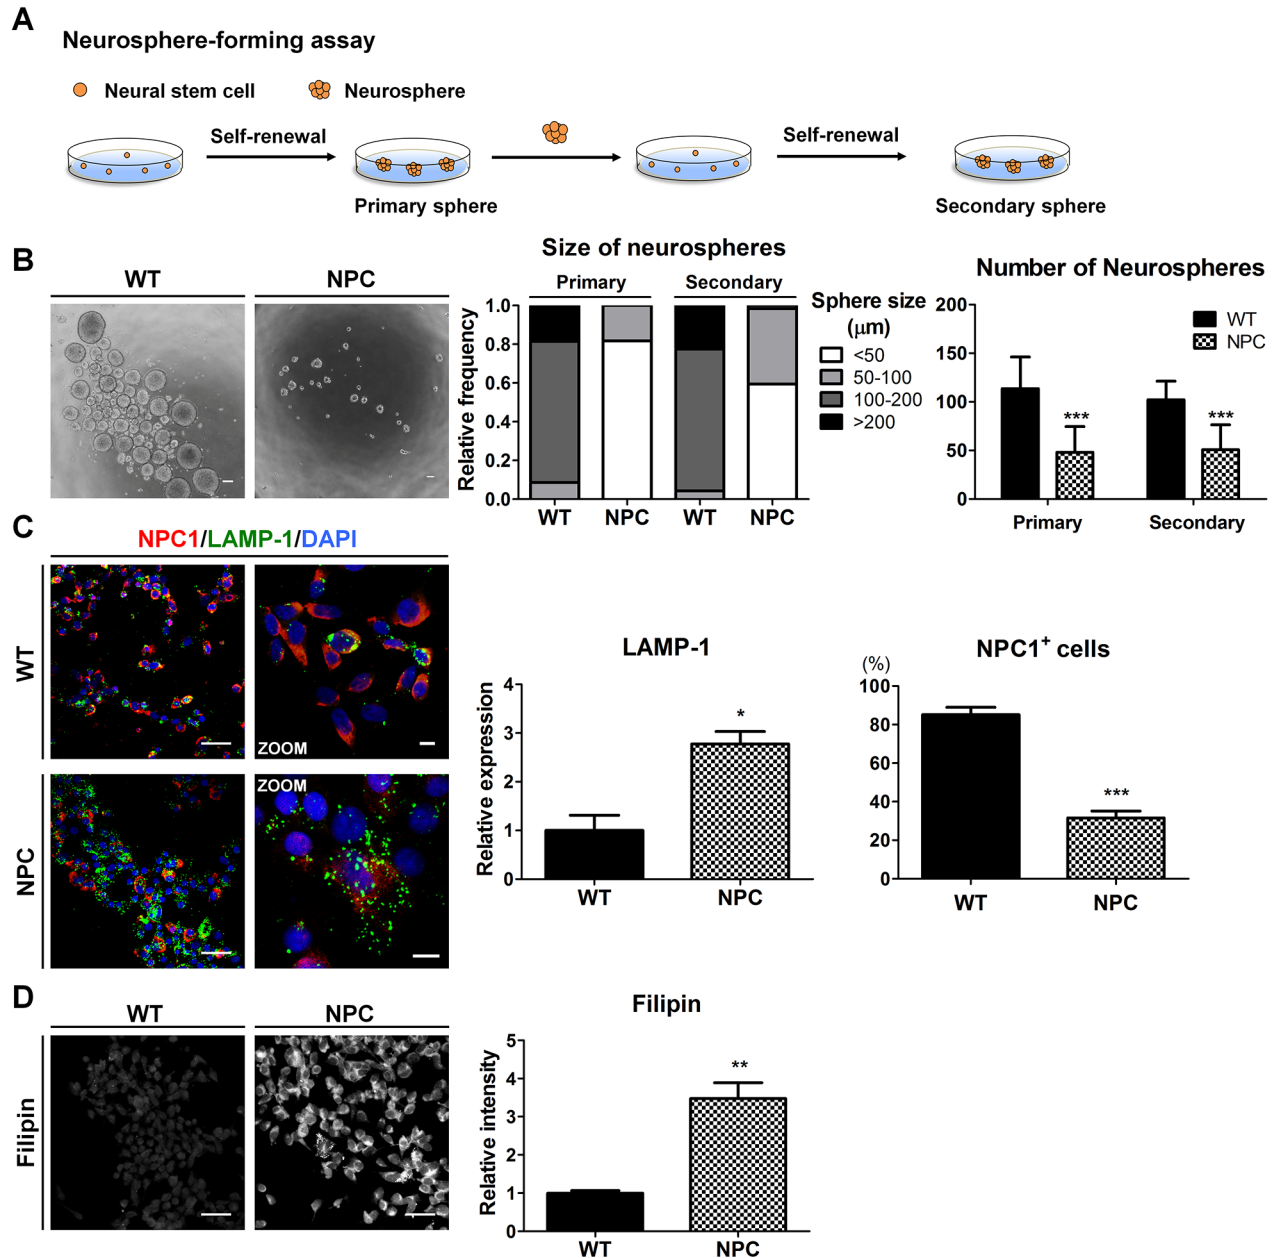 A
Neurosphere-forming assay
Neural stem cell
Neurosphere
Self-renewal
Self-renewal
Primary sphere
Secondary sphere
B
WT
NPC
Size of neurospheres
Primary
Secondary
Relative frequency
1.0
0.8
0.6
0.4
0.2
0.0
WT
NPC
WT
NPC
Sphere size
(μm)
<50
50-100
100-200
>200
Number of Neurospheres
200
150
100
50
0
WT
NPC
***
***
Primary
Secondary
C
NPC1/LAMP-1/DAPI
WT
ZOOM
NPC
ZOOM
LAMP-1
Relative expression
4
3
2
1
0
*
WT
NPC
NPC1+ cells
(%)
100
80
60
40
20
0
***
WT
NPC
D
WT
NPC
Filipin
Filipin
Relative intensity
5
4
3
2
1
0
**
WT
NPC